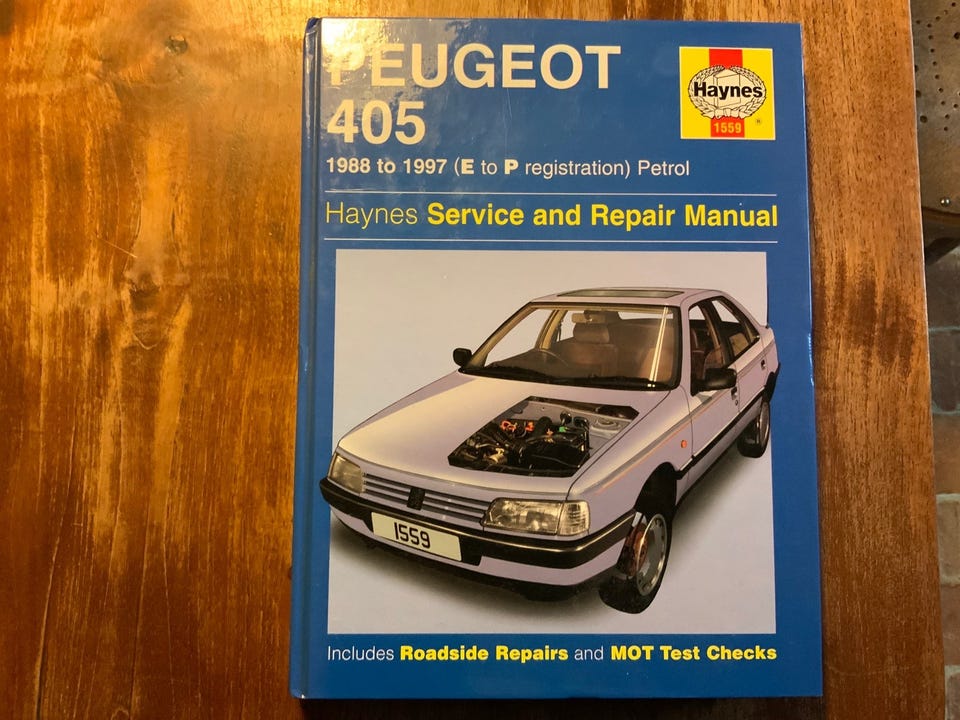 PEUGEOT
405
1988 to 1997 (E to P registration) Petrol
Haynes
1559
®
Haynes Service and Repair Manual
1559
Includes Roadside Repairs and MOT Test Checks